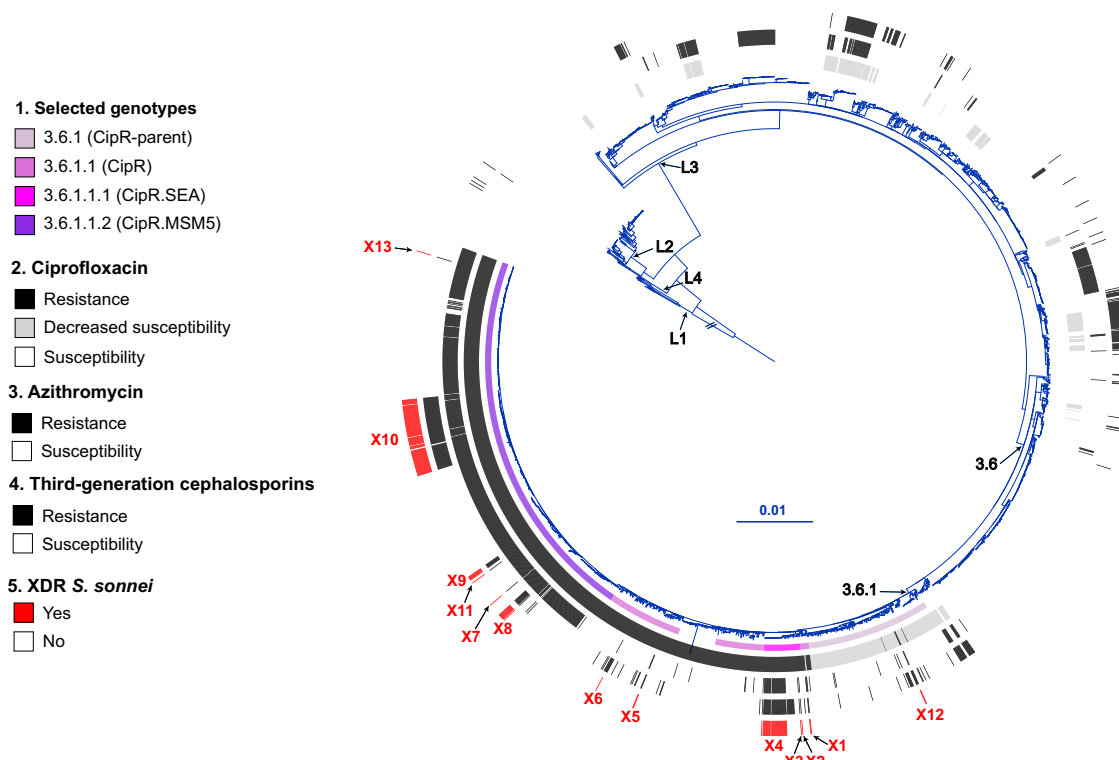 1. Selected genotypes
3.6.1 (CipR-parent)
3.6.1.1 (CipR)
3.6.1.1.1 (CipR.SEA)
3.6.1.1.2 (CipR.MSM5)
2. Ciprofloxacin
Resistance
Decreased susceptibility
Susceptibility
3. Azithromycin
Resistance
Susceptibility
4. Third-generation cephalosporins
Resistance
Susceptibility
5. XDR S. sonnei
Yes
No
L3
L2
L4
L1
X13
X10
3.6
0.01
3.6.1
X9
X11
X7
X8
X6
X5
X12
X4
X1
X3
X2